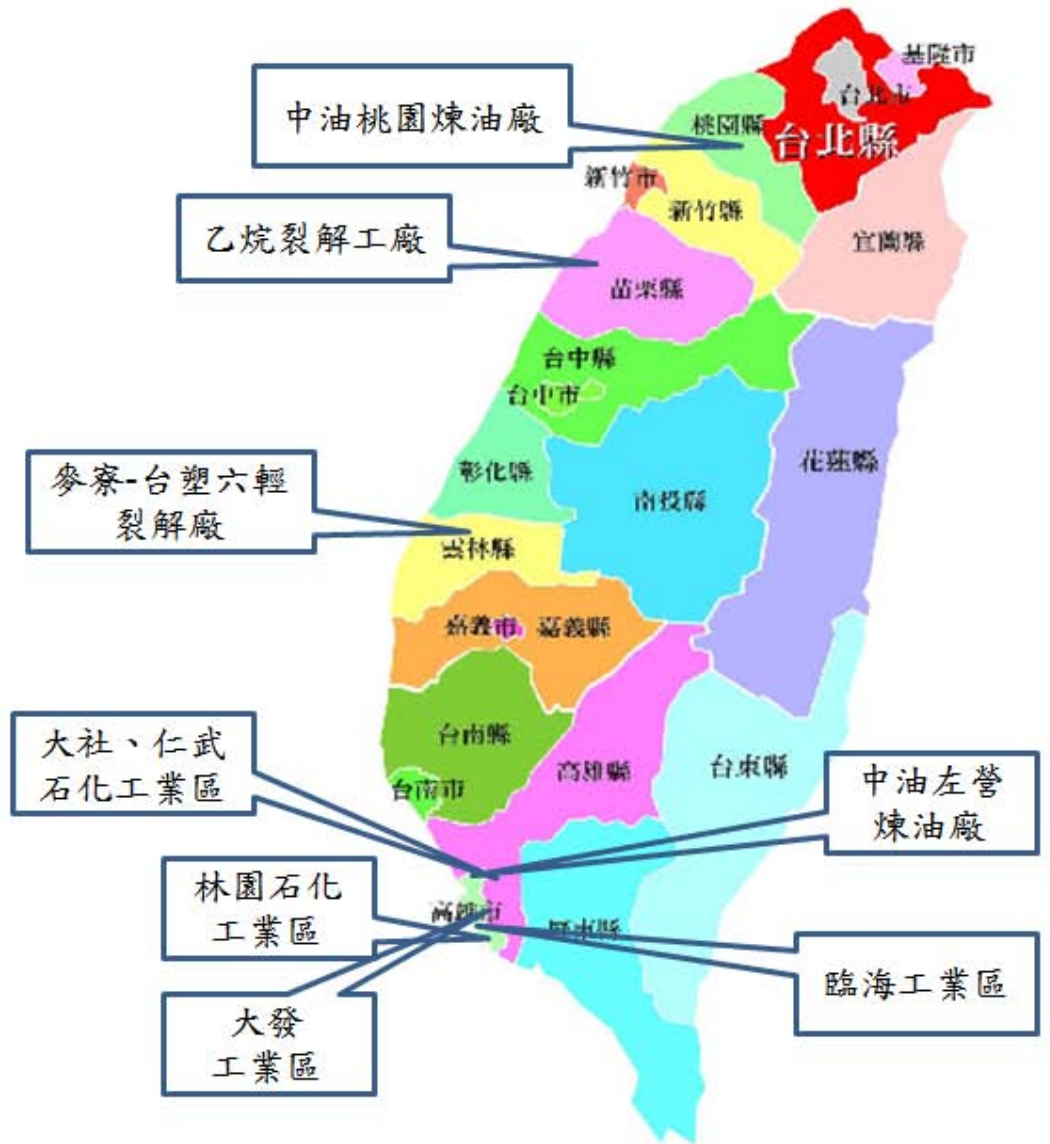 基隆市
台北市
中油桃園煉油廠
桃園縣
台北縣
新竹市
新竹縣
乙烷裂解工廠
宜蘭縣
苗栗縣
台中縣
台中市
花蓮縣
彰化縣
南投縣
麥寮-台塑六輕
裂解廠
雲林縣
嘉義市
嘉義縣
大社、仁武
石化工業區
台南縣
高雄縣
台東縣
台南市
中油左營
煉油廠
林園石化
工業區
高雄市
屏東縣
臨海工業區
大發
工業區